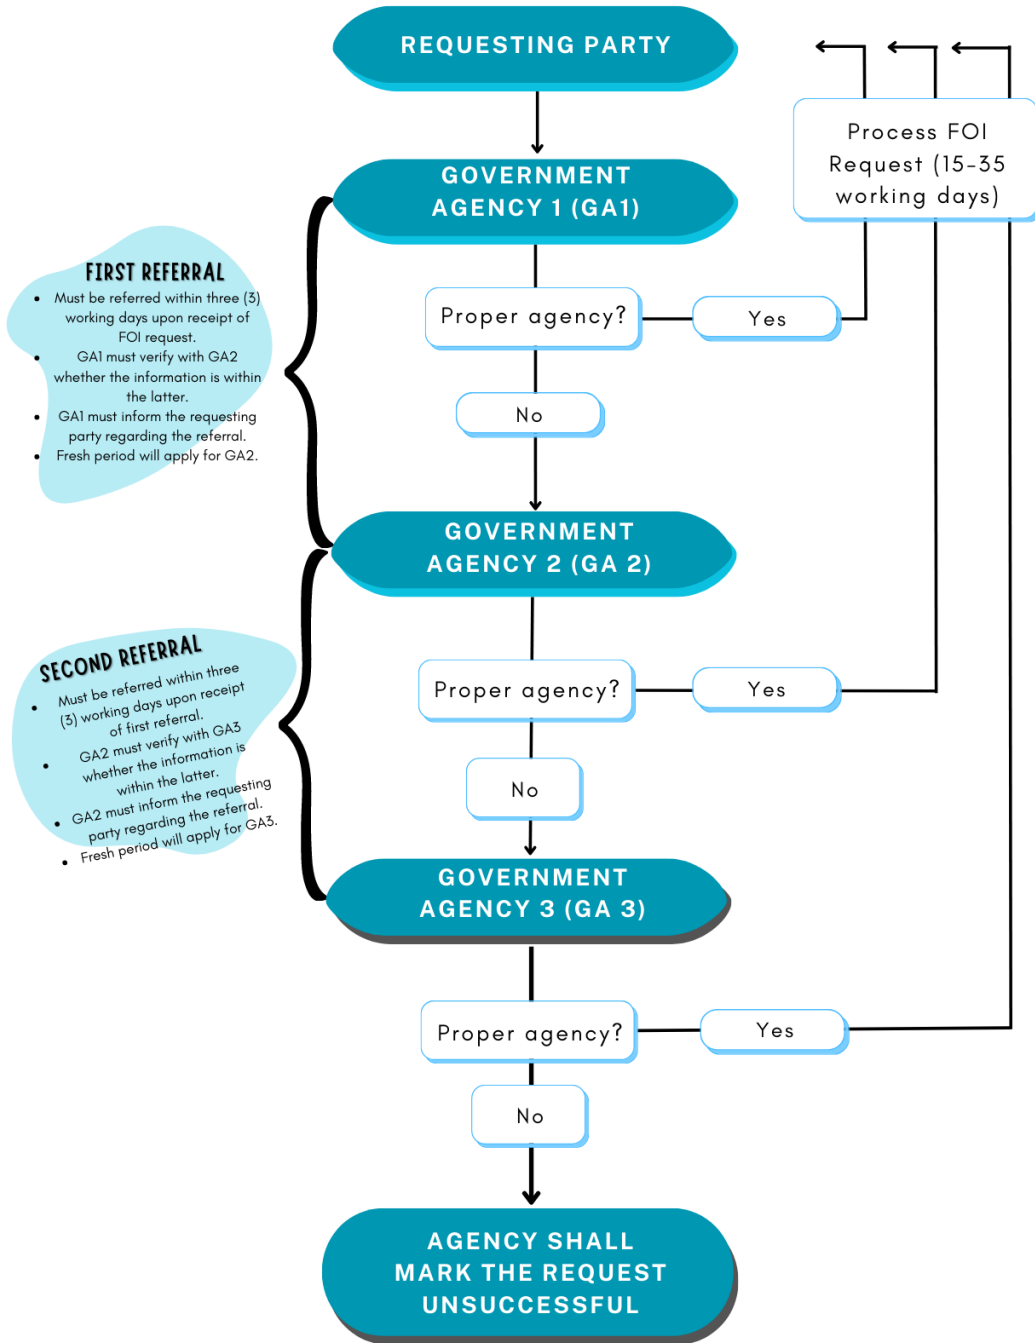 REQUESTING PARTY
Process FOI
Request (15-35
working days)
GOVERNMENT
AGENCY 1 (GA1)
FIRST REFERRAL
• Must be referred within three (3)
working days upon receipt of
FOI request.
• GA1 must verify with GA2
whether the information is within
the latter.
• GA1 must inform the requesting
party regarding the referral.
• Fresh period will apply for GA2.
Proper agency?
Yes
No
GOVERNMENT
AGENCY 2 (GA 2)
SECOND REFERRAL
• Must be referred within three
(3) working days upon receipt
of first referral.
• GA2 must verify with GA3
whether the information is
within the latter.
• GA2 must inform the requesting
party regarding the referral.
• Fresh period will apply for GA3.
Proper agency?
Yes
No
GOVERNMENT
AGENCY 3 (GA 3)
Proper agency?
Yes
No
AGENCY SHALL
MARK THE REQUEST
UNSUCCESSFUL